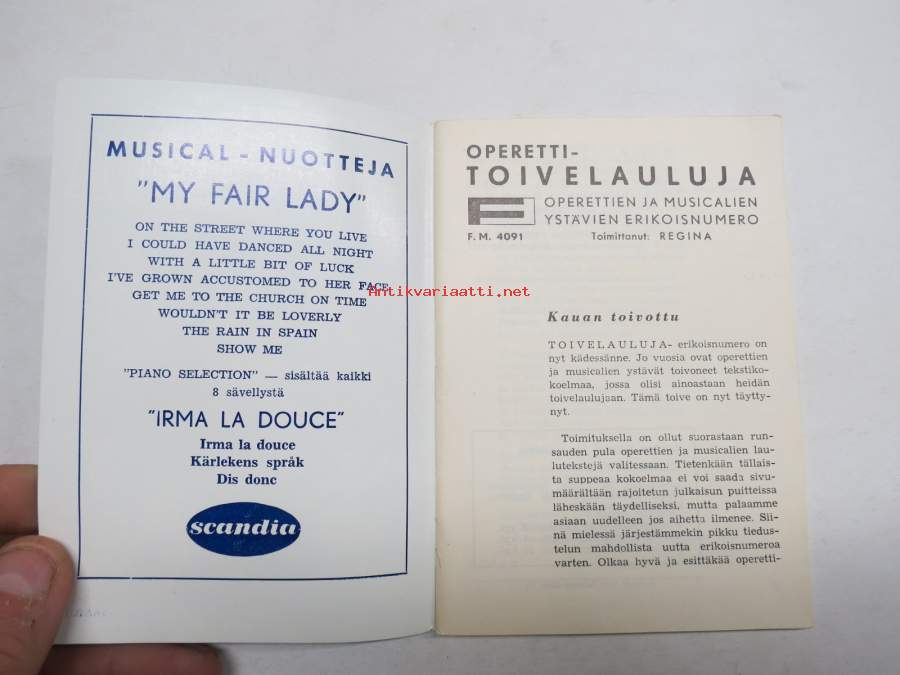 MUSICAL - NUOTTEJA
"MY FAIR LADY"
ON THE STREET WHERE YOU LIVE
I COULD HAVE DANCED ALL NIGHT
WITH A LITTLE BIT OF LUCK
I'VE GROWN ACCUSTOMED TO HER FACE
GET ME TO THE CHURCH ON TIME
WOULDN'T IT BE LOVERLY
THE RAIN IN SPAIN
SHOW ME
"PIANO SELECTION" — sisältää kaikki
8 sävellystä
"IRMA LA DOUCE"
Irma la douce
Kärlekens språk
Dis donc
scandia
OPERETTI-
TOIVELAULUJA
OPERETTIEN JA MUSICALIEN
YSTÄVIEN ERIKOISNUMERO
F. M. 4091 Toimittanut: REGINA
Antikvariaatti.net
Kauan toivottu
TOIVELAULUJA- erikoisnumero on
nyt kädessänne. Jo vuosia ovat operettien
ja musicalien ystävät toivoneet tekstiko-
koelmaa, jossa olisi ainoastaan heidän
toivelaulujaan. Tämä toive on nyt täytty-
nyt.
Toimituksella on ollut suorastaan run-
sauden pula operettien ja musicalien lau-
lutekstejä valitessaan. Tietenkään tällais-
ta suppeaa kokoelmaa ei voi saada sivu-
määrältään rajoitetun julkaisun puitteissa
läheskään täydelliseksi, mutta palaamme
asiaan uudelleen jos aihetta ilmenee. Sii-
nä mielessä järjestämmekin pikku tiedus-
telun mahdollista uutta erikoisnumeroa
varten. Olkaa hyvä ja esittäkää operetti-